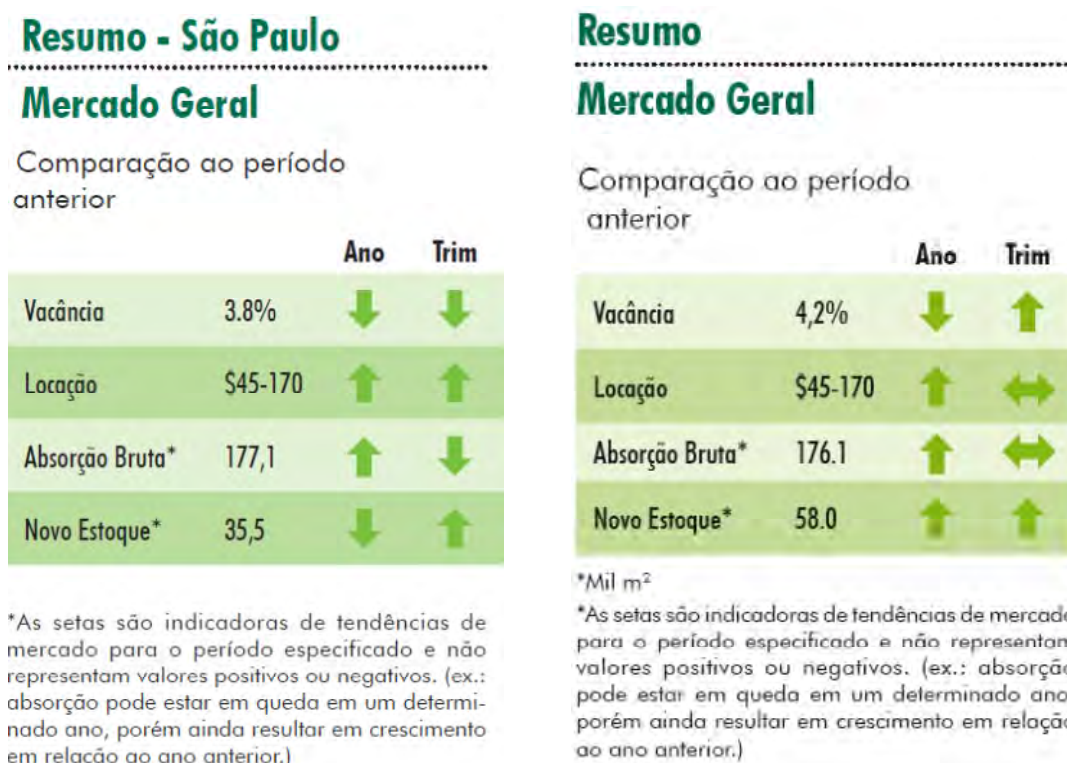 Resumo - São Paulo
Mercado Geral
Comparação ao período
anterior
Ano Trim
Vacância 3.8%
Locação $45-170
Absorção Bruta* 177,1
Novo Estoque* 35,5
*As setas são indicadoras de tendências de
mercado para o período especificado e não
representam valores positivos ou negativos. (ex.:
absorção pode estar em queda em um determi-
nado ano, porém ainda resultar em crescimento
em relação ao ano anterior.)
Resumo
Mercado Geral
Comparação ao período
anterior
Ano Trim
Vacância 4,2%
Locação $45-170
Absorção Bruta* 176.1
Novo Estoque* 58.0
*Mil m²
*As setas são indicadoras de tendências de mercado
para o período especificado e não representam
valores positivos ou negativos. (ex.: absorção
pode estar em queda em um determinado ano,
porém ainda resultar em crescimento em relação
ao ano anterior.)